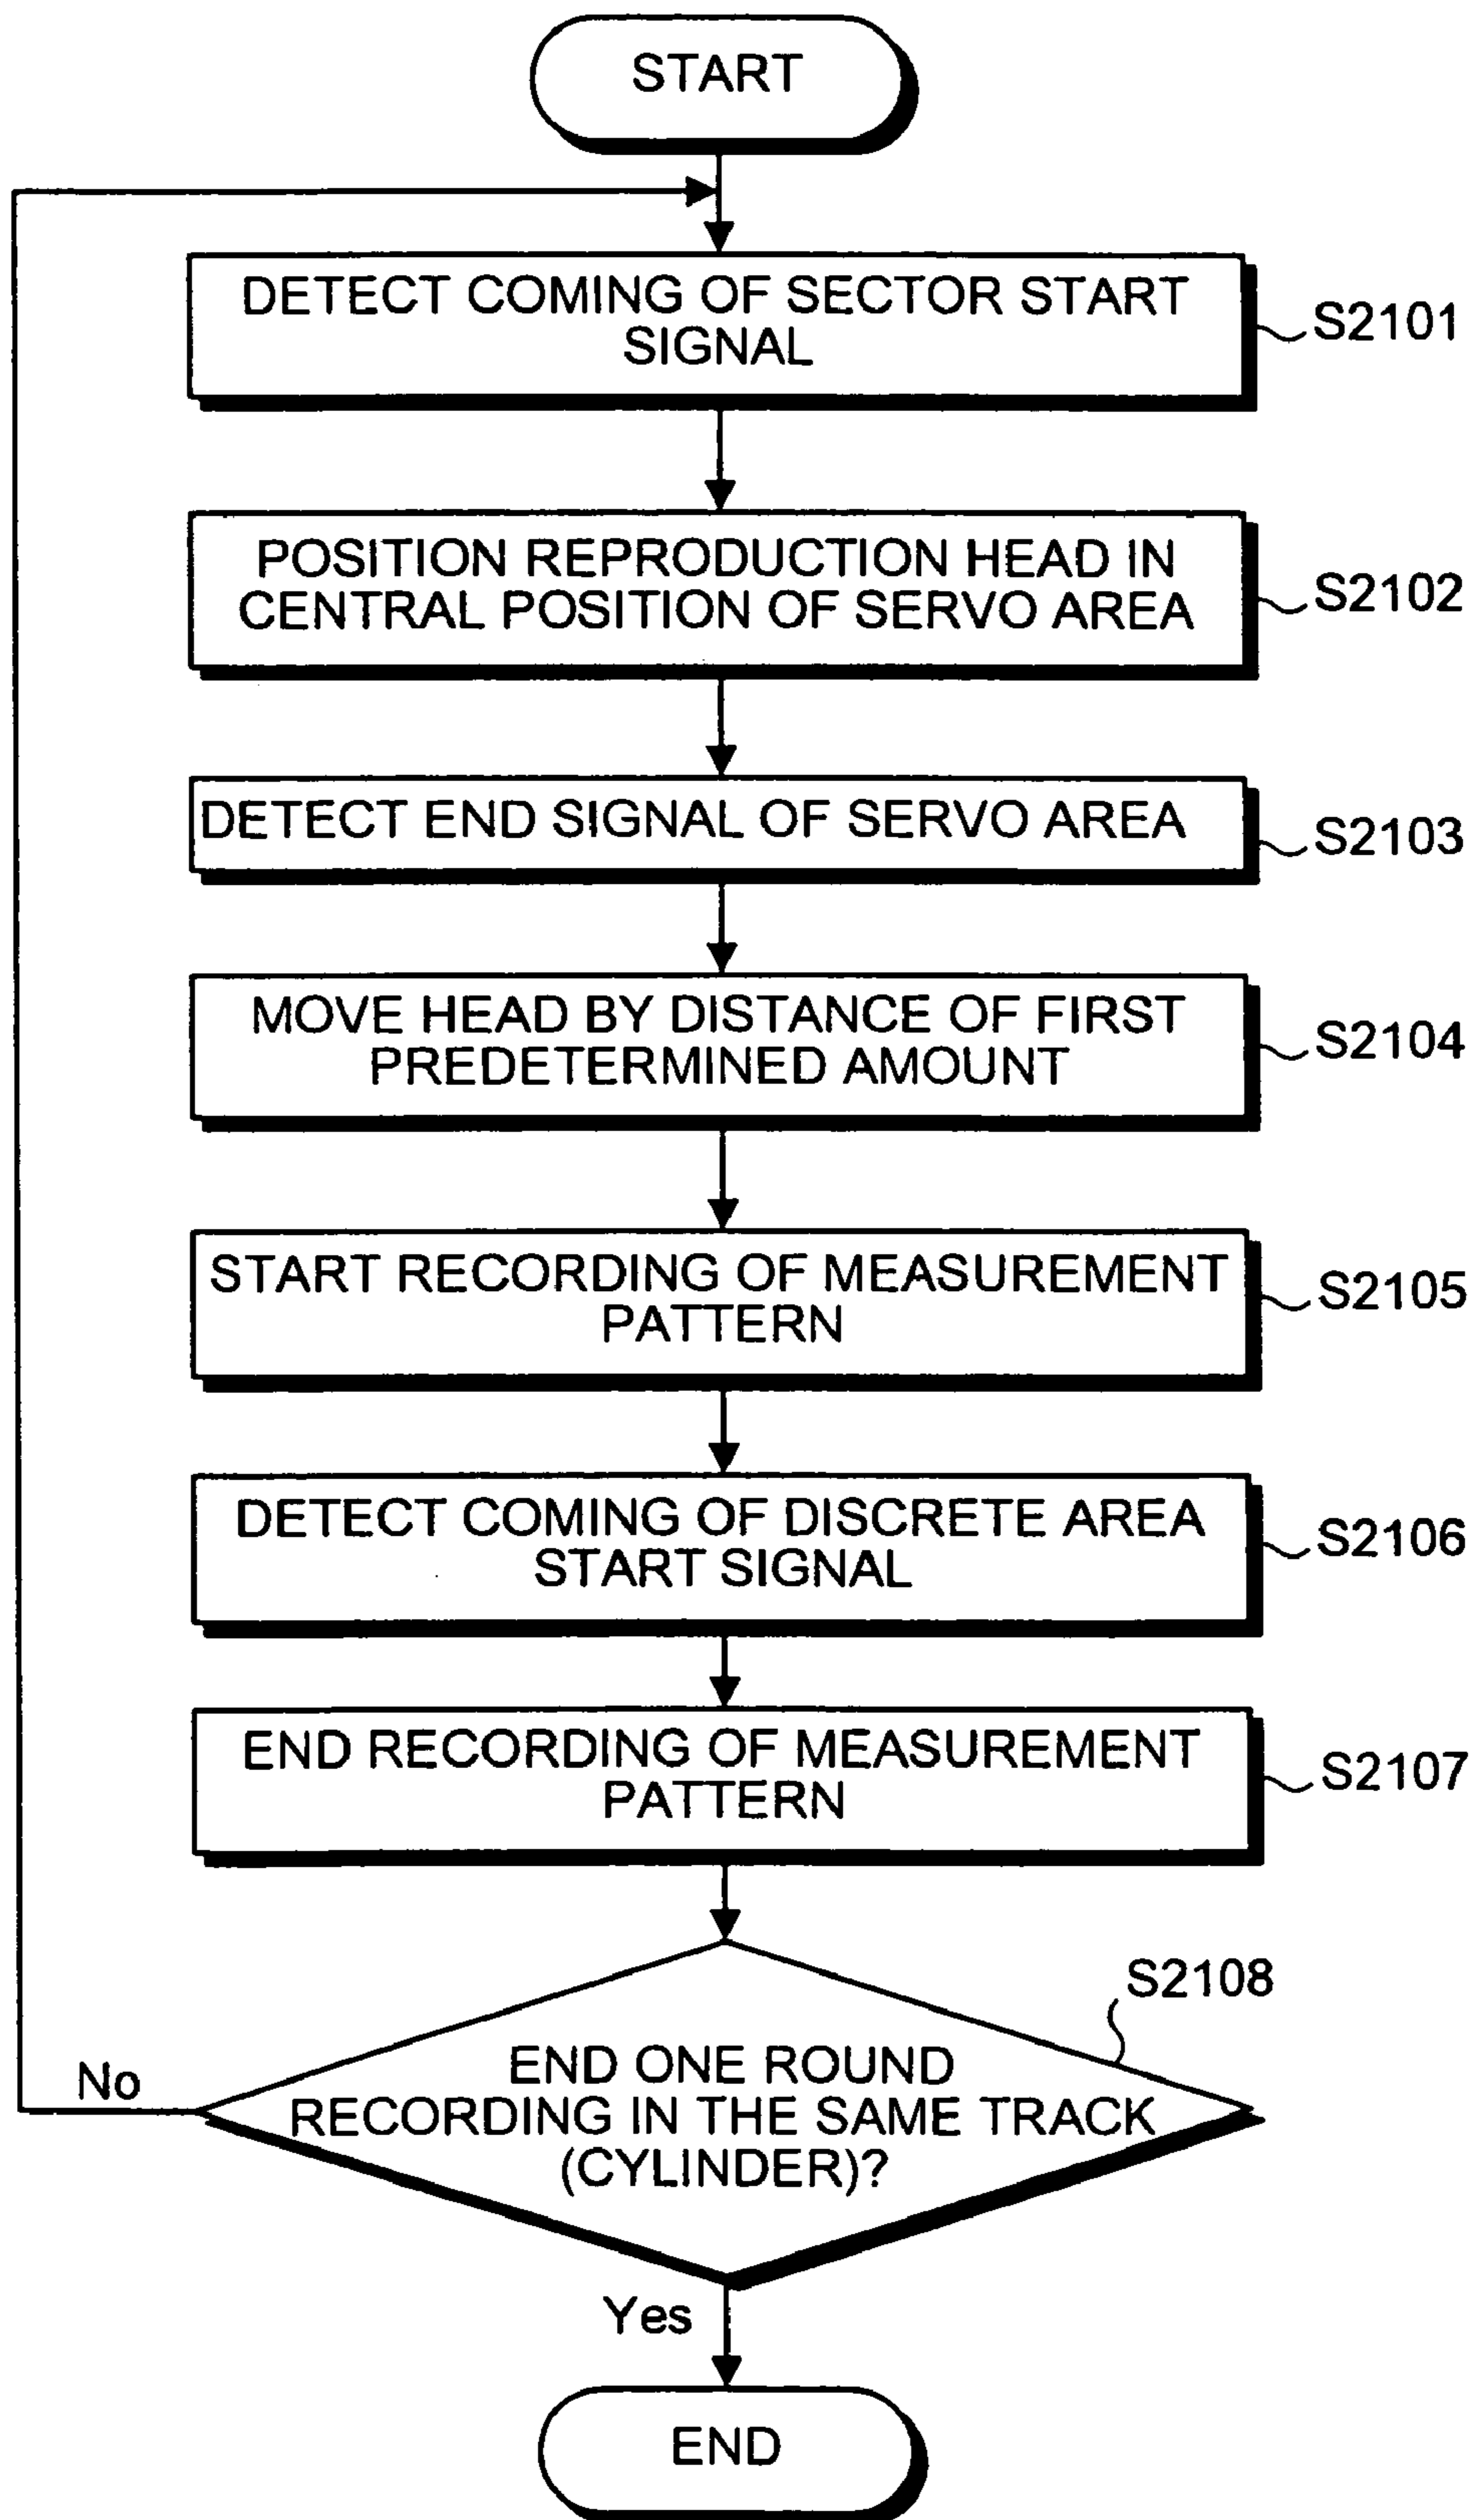 START
DETECT COMING OF SECTOR START
SIGNAL
S2101
POSITION REPRODUCTION HEAD IN
CENTRAL POSITION OF SERVO AREA
S2102
DETECT END SIGNAL OF SERVO AREA
S2103
MOVE HEAD BY DISTANCE OF FIRST
PREDETERMINED AMOUNT
S2104
START RECORDING OF MEASUREMENT
PATTERN
S2105
DETECT COMING OF DISCRETE AREA
START SIGNAL
S2106
END RECORDING OF MEASUREMENT
PATTERN
S2107
S2108
END ONE ROUND
RECORDING IN THE SAME TRACK
(CYLINDER)?
No
Yes
END